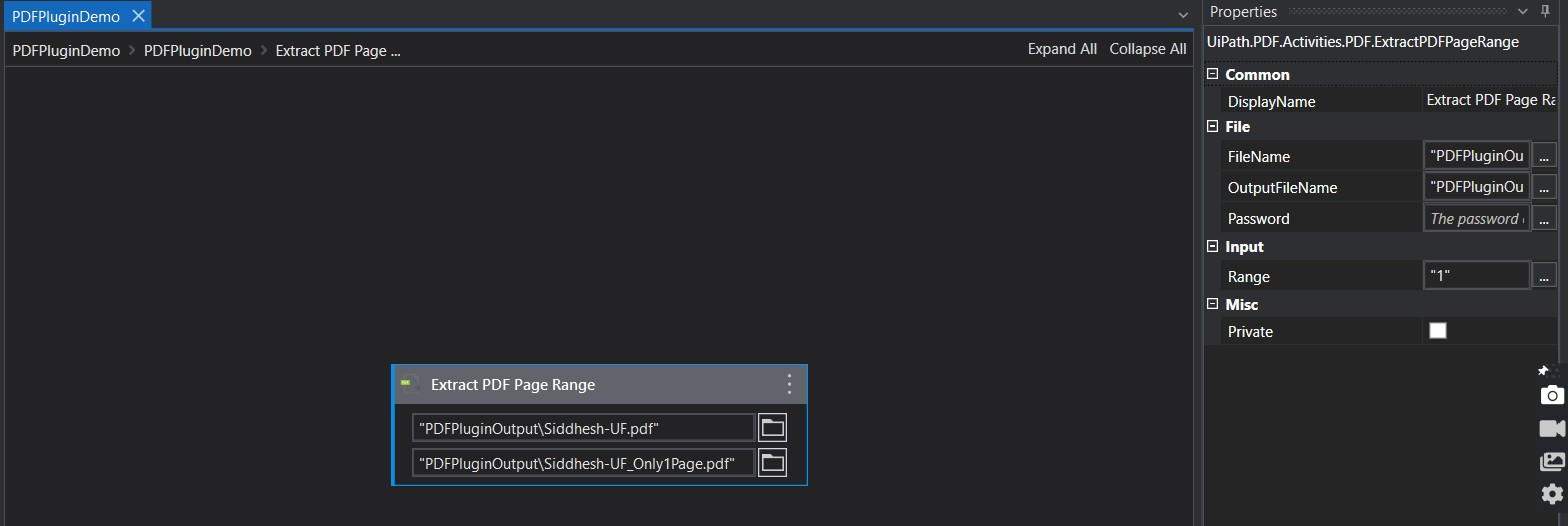 PDFPluginDemo
PDFPluginDemo > PDFPluginDemo > Extract PDF Page ...
Expand All Collapse All
Extract PDF Page Range
"PDFPluginOutput\Siddhesh-UF.pdf"
"PDFPluginOutput\Siddhesh-UF_Only1Page.pdf"
Properties
UiPath.PDF.Activities.PDF.ExtractPDFPageRange
Common
DisplayName Extract PDF Page Ra
File
FileName "PDFPluginOu ...
OutputFileName "PDFPluginOu ...
Password The password ...
Input
Range "1" ...
Misc
Private